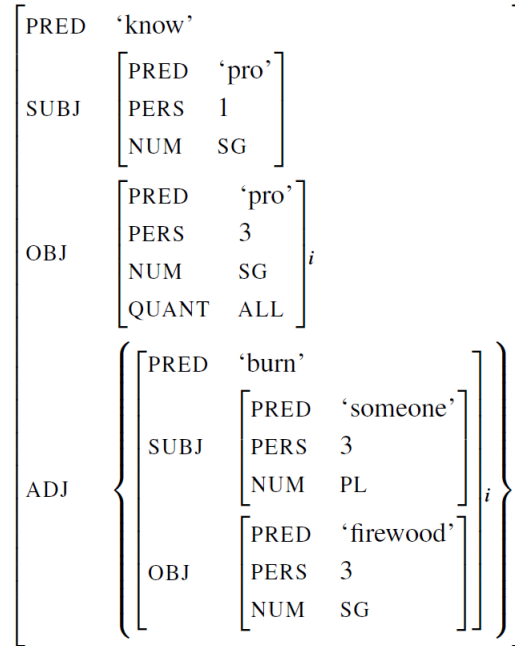 PRED ‘know’
PRED ‘pro’
SUBJ PERS 1
NUM SG
PRED ‘pro’
PERS 3
OBJ NUM SG i
QUANT ALL
PRED ‘burn’
PRED ‘someone’
SUBJ PERS 3
NUM PL
ADJ i
PRED ‘firewood’
OBJ PERS 3
NUM SG